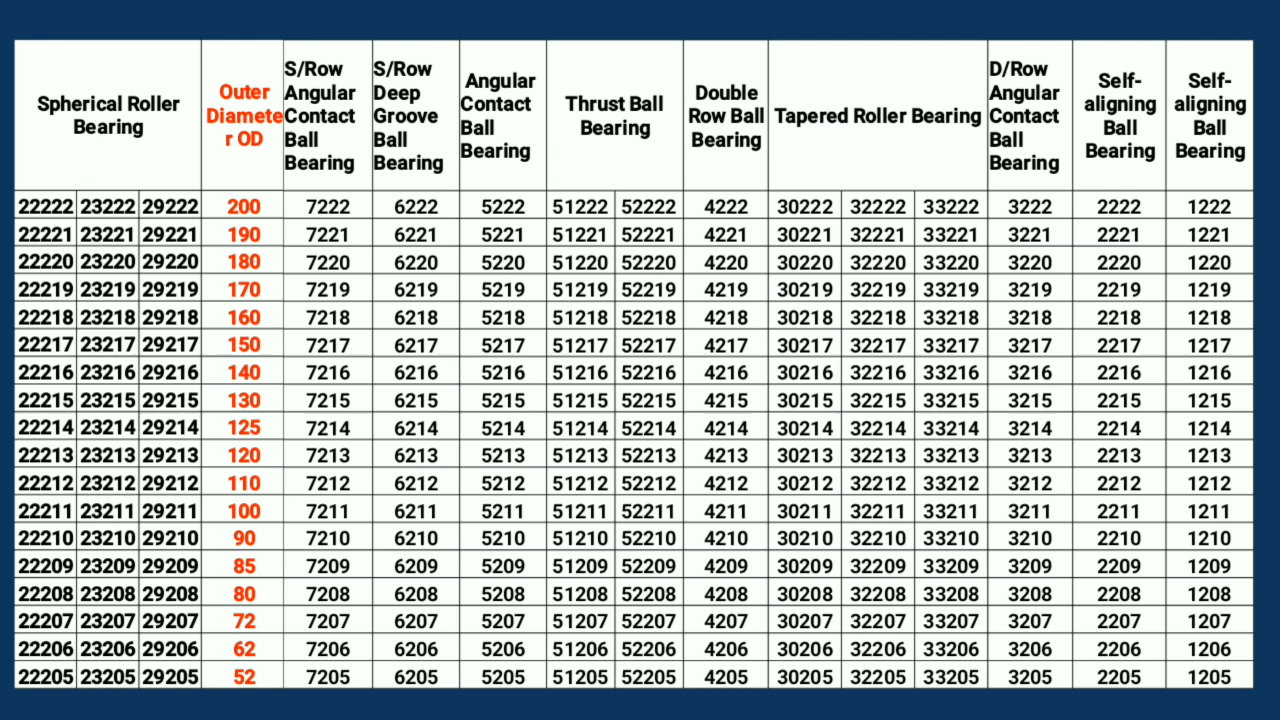 Spherical Roller
Bearing
Outer
Diamete
r OD
S/Row
Angular
Contact
Ball
Bearing
S/Row
Deep
Groove
Ball
Bearing
Angular
Contact
Ball
Bearing
Thrust Ball
Bearing
Double
Row Ball
Bearing
Tapered Roller Bearing
D/Row
Angular
Contact
Ball
Bearing
Self-
aligning
Ball
Bearing
Self-
aligning
Ball
Bearing
22222 23222 29222 200 7222 6222 5222 51222 52222 4222 30222 32222 33222 3222 2222 1222
22221 23221 29221 190 7221 6221 5221 51221 52221 4221 30221 32221 33221 3221 2221 1221
22220 23220 29220 180 7220 6220 5220 51220 52220 4220 30220 32220 33220 3220 2220 1220
22219 23219 29219 170 7219 6219 5219 51219 52219 4219 30219 32219 33219 3219 2219 1219
22218 23218 29218 160 7218 6218 5218 51218 52218 4218 30218 32218 33218 3218 2218 1218
22217 23217 29217 150 7217 6217 5217 51217 52217 4217 30217 32217 33217 3217 2217 1217
22216 23216 29216 140 7216 6216 5216 51216 52216 4216 30216 32216 33216 3216 2216 1216
22215 23215 29215 130 7215 6215 5215 51215 52215 4215 30215 32215 33215 3215 2215 1215
22214 23214 29214 125 7214 6214 5214 51214 52214 4214 30214 32214 33214 3214 2214 1214
22213 23213 29213 120 7213 6213 5213 51213 52213 4213 30213 32213 33213 3213 2213 1213
22212 23212 29212 110 7212 6212 5212 51212 52212 4212 30212 32212 33212 3212 2212 1212
22211 23211 29211 100 7211 6211 5211 51211 52211 4211 30211 32211 33211 3211 2211 1211
22210 23210 29210 90 7210 6210 5210 51210 52210 4210 30210 32210 33210 3210 2210 1210
22209 23209 29209 85 7209 6209 5209 51209 52209 4209 30209 32209 33209 3209 2209 1209
22208 23208 29208 80 7208 6208 5208 51208 52208 4208 30208 32208 33208 3208 2208 1208
22207 23207 29207 72 7207 6207 5207 51207 52207 4207 30207 32207 33207 3207 2207 1207
22206 23206 29206 62 7206 6206 5206 51206 52206 4206 30206 32206 33206 3206 2206 1206
22205 23205 29205 52 7205 6205 5205 51205 52205 4205 30205 32205 33205 3205 2205 1205